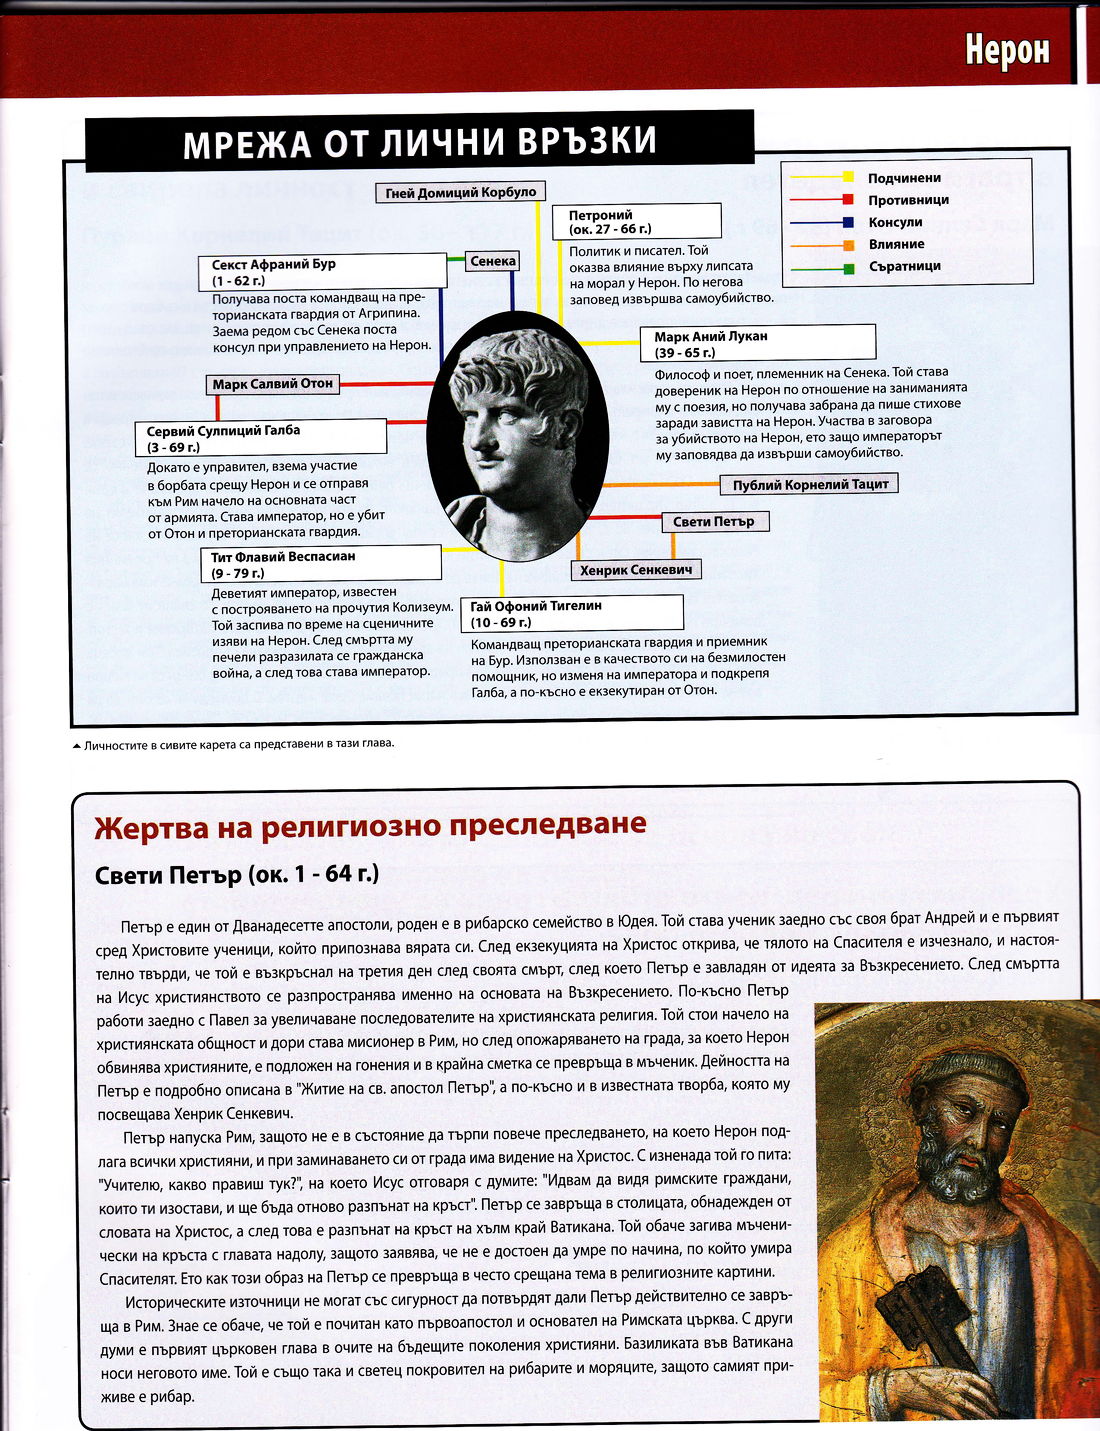 Нерон
МРЕЖА ОТ ЛИЧНИ ВРЪЗКИ
Гней Домиций Корбуло
Подчинени
Противници
Консули
Влияние
Съратници
Петроний
(ок. 27 - 66 г.)
Политик и писател. Той
оказва влияние върху липсата
на морал у Нерон. По негова
заповед извършва самоубийство.
Сенека
Секст Афраний Бур
(1 - 62 г.)
Получава поста командващ на пре-
торианската гвардия от Агрипина.
Заема редом със Сенека поста
консул при управлението на Нерон.
Марк Аний Лукан
(39 - 65 г.)
Философ и поет, племенник на Сенека. Той става
довереник на Нерон по отношение на заниманията
му с поезия, но получава забрана да пише стихове
заради завистта на Нерон. Участва в заговора
за убийството на Нерон, ето защо императорът
му заповядва да извърши самоубийство.
Марк Салвий Отон
Сервий Сулпиций Галба
(3 - 69 г.)
Докато е управител, взема участие
в борбата срещу Нерон и се отправя
към Рим начело на основната част
от армията. Става император, но е убит
от Отон и преторианската гвардия.
Публий Корнелий Тацит
Свети Петър
Хенрик Сенкевич
Тит Флавий Веспасиан
(9 - 79 г.)
Деветият император, известен
с построяването на прочутия Колизеум.
Той заспива по време на сценичните
изяви на Нерон. След смъртта му
печели разразилата се гражданска
война, а след това става император.
Гай Офоний Тигелин
(10 - 69 г.)
Командващ преторианската гвардия и приемник
на Бур. Използван е в качеството си на безмилостен
помощник, но изменя на императора и подкрепя
Галба, а по-късно е екзекутиран от Отон.
Личностите в сивите карета са представени в тази глава.
Жертва на религиозно преследване
Свети Петър (ок. 1 - 64 г.)
Петър е един от Дванадесетте апостоли, роден е в рибарско семейство в Юдея. Той става ученик заедно със своя брат Андрей и е първият
сред Христовите ученици, който припознава вярата си. След екзекуцията на Христос открива, че тялото на Спасителя е изчезнало, и настоя-
телно твърди, че той е възкръснал на третия ден след своята смърт, след което Петър е завладян от идеята за Възкресението. След смъртта
на Исус християнството се разпространява именно на основата на Възкресението. По-късно Петър
работи заедно с Павел за увеличаване последователите на християнската религия. Той стои начело на
християнската общност и дори става мисионер в Рим, но след опожаряването на града, за което Нерон
обвинява християните, е подложен на гонения и в крайна сметка се превръща в мъченик. Дейността на
Петър е подробно описана в "Житие на св. апостол Петър", а по-късно и в известната творба, която му
посвещава Хенрик Сенкевич.
Петър напуска Рим, защото не е в състояние да търпи повече преследването, на което Нерон под-
лага всички християни, и при заминаването си от града има видение на Христос. С изненада той го пита:
"Учителю, какво правиш тук?", на което Исус отговаря с думите: "Идвам да видя римските граждани,
които ти изостави, и ще бъда отново разпънат на кръст". Петър се завръща в столицата, обнадежден от
словата на Христос, а след това е разпънат на кръст на хълм край Ватикана. Той обаче загива мъчени-
чески на кръста с главата надолу, защото заявява, че не е достоен да умре по начина, по който умира
Спасителят. Ето как този образ на Петър се превръща в често срещана тема в религиозните картини.
Историческите източници не могат със сигурност да потвърдят дали Петър действително се завръ-
ща в Рим. Знае се обаче, че той е почитан като първоапостол и основател на Римската църква. С други
думи е първият църковен глава в очите на бъдещите поколения християни. Базиликата във Ватикана
носи неговото име. Той е също така и светец покровител на рибарите и моряците, защото самият при-
живе е рибар.